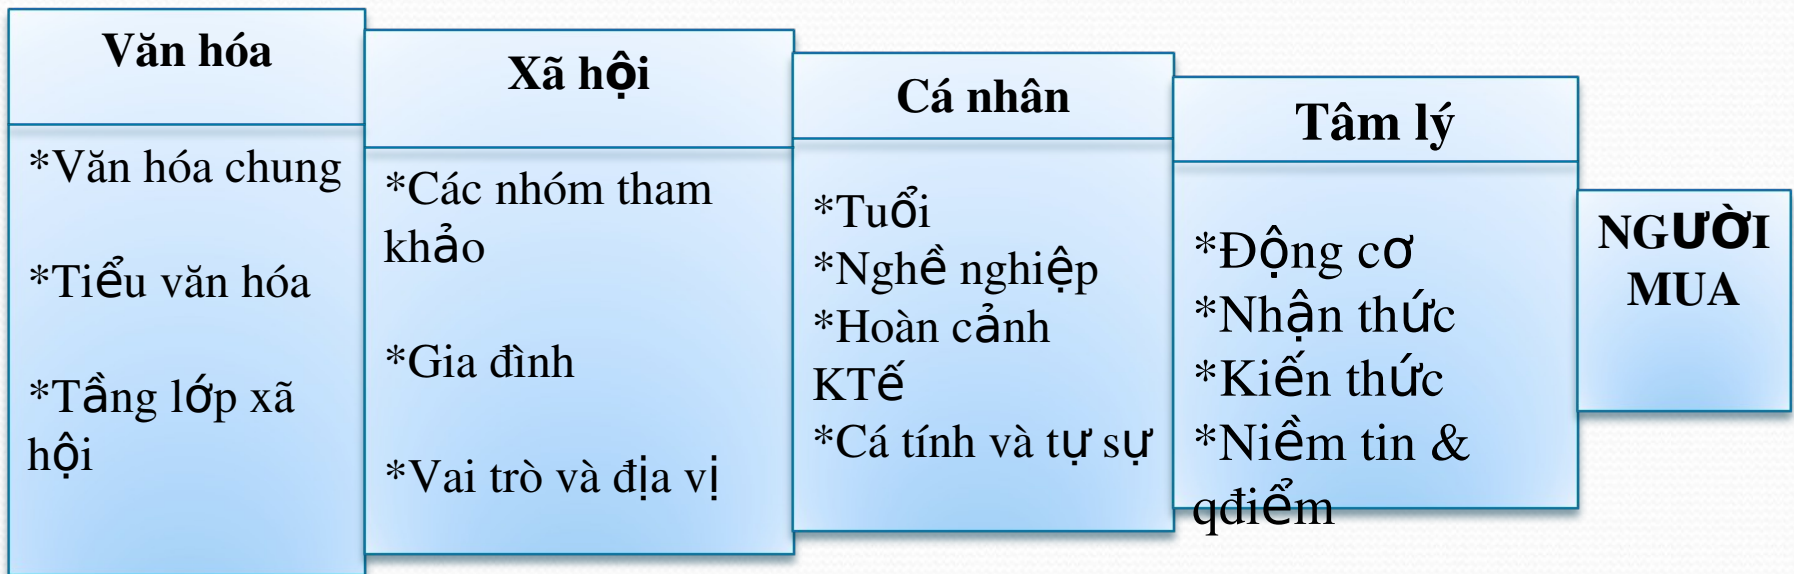 Văn hóa
*Văn hóa chung
*Tiểu văn hóa
*Tầng lớp xã
hội
Xã hội
*Các nhóm tham
khảo
*Gia đình
*Vai trò và địa vị
Cá nhân
*Tuổi
*Nghề nghiệp
*Hoàn cảnh
KTế
*Cá tính và tự sự
Tâm lý
*Động cơ
*Nhận thức
*Kiến thức
*Niềm tin &
qđiểm
NGƯỜI
MUA